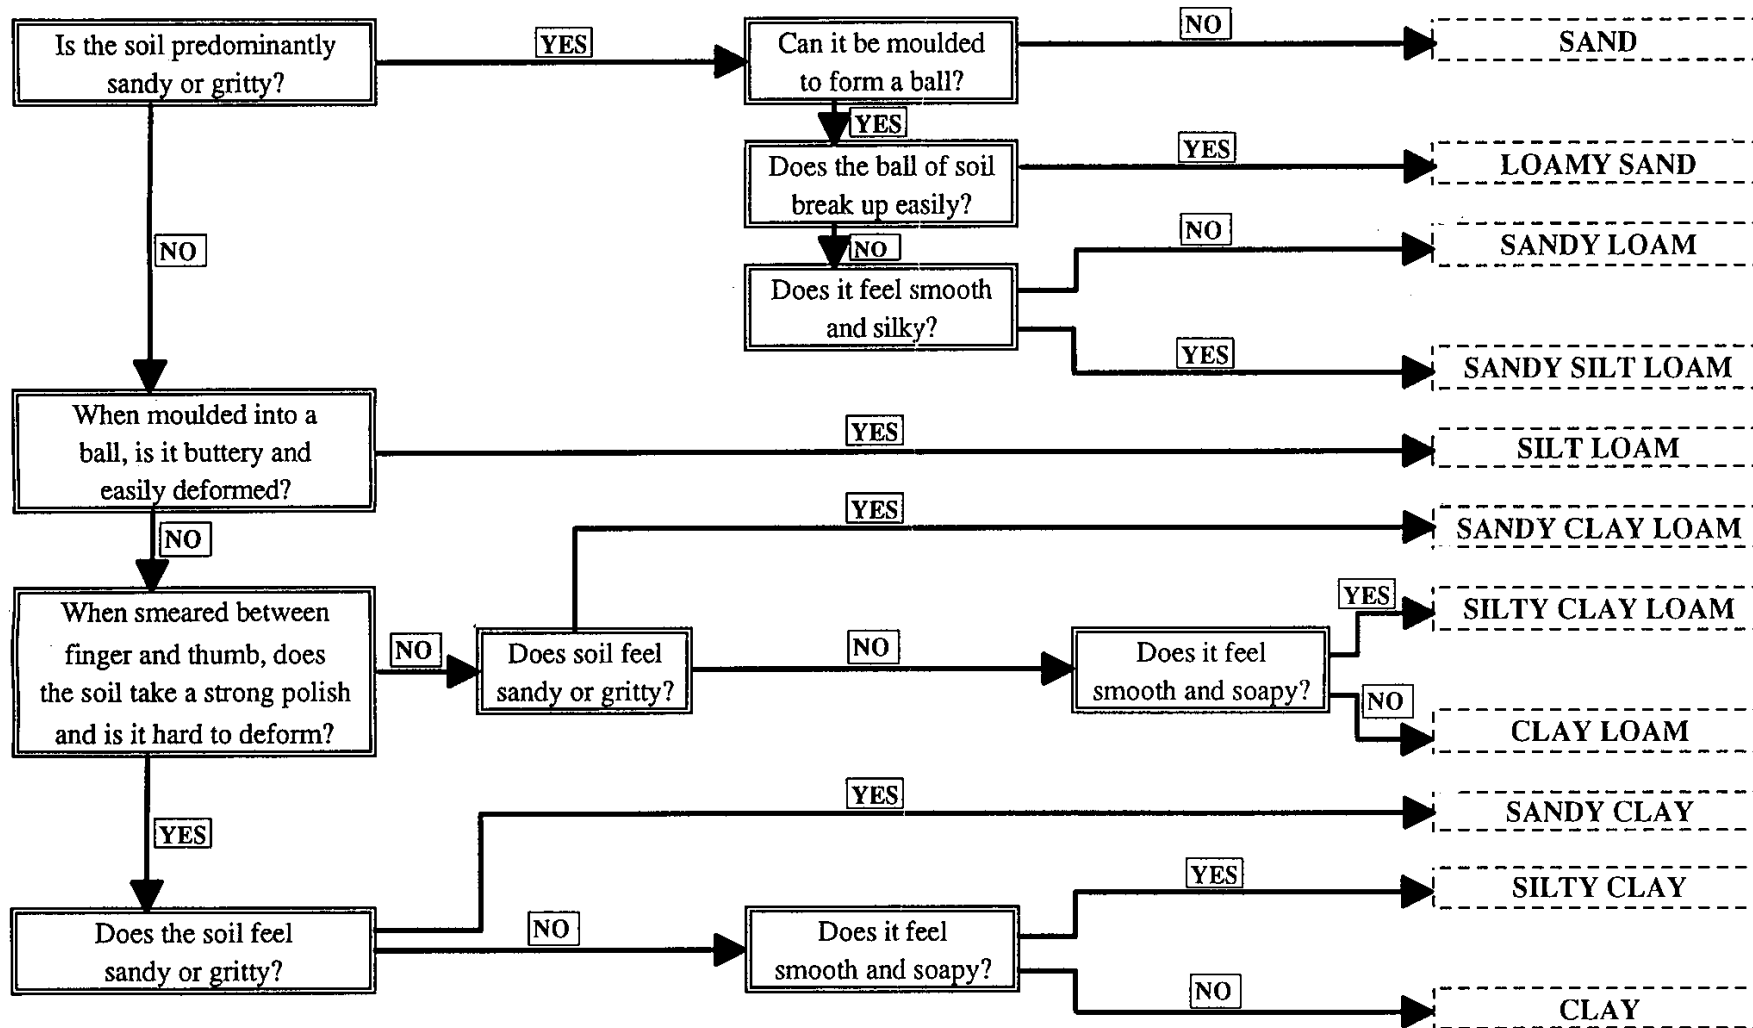 Is the soil predominantly
sandy or gritty?
YES
Can it be moulded
to form a ball?
NO
SAND
YES
Does the ball of soil
break up easily?
YES
LOAMY SAND
NO
Does it feel smooth
and silky?
NO
SANDY LOAM
YES
SANDY SILT LOAM
NO
When moulded into a
ball, is it buttery and
easily deformed?
YES
SILT LOAM
NO
When smeared between
finger and thumb, does
the soil take a strong polish
and is it hard to deform?
NO
Does soil feel
sandy or gritty?
YES
SANDY CLAY LOAM
NO
Does it feel
smooth and soapy?
YES
SILTY CLAY LOAM
NO
CLAY LOAM
YES
Does the soil feel
sandy or gritty?
YES
SANDY CLAY
NO
Does it feel
smooth and soapy?
YES
SILTY CLAY
NO
CLAY